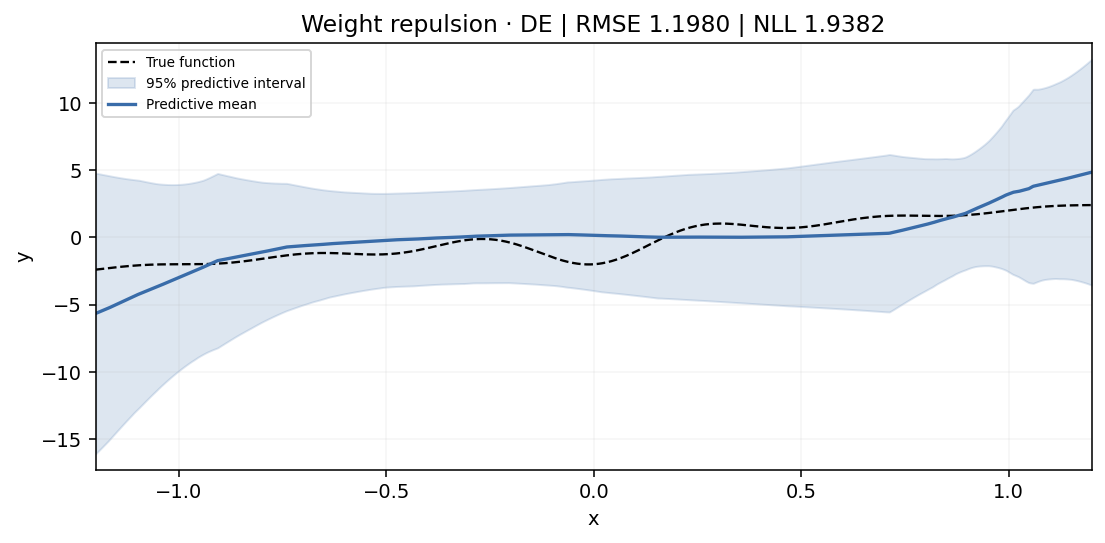 Weight repulsion · DE | RMSE 1.1980 | NLL 1.9382
True function
95% predictive interval
Predictive mean
10
5
0
−5
−10
−15
y
−1.0 −0.5 0.0 0.5 1.0
x